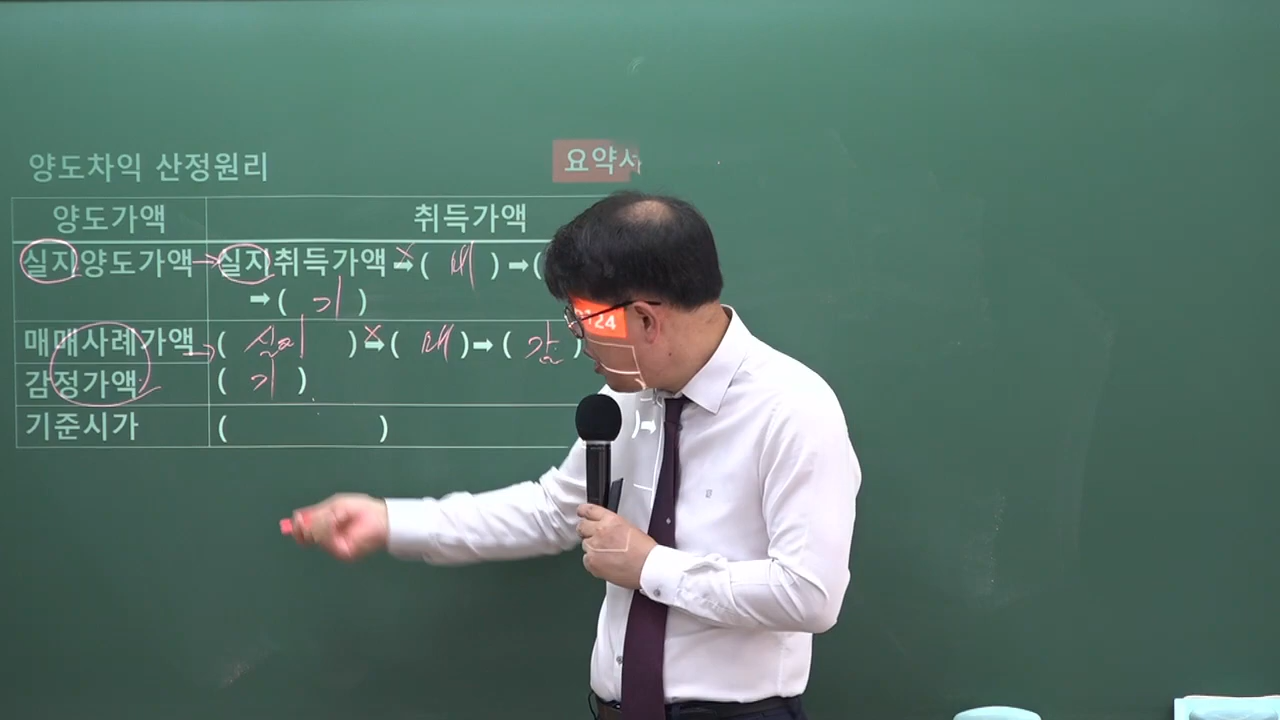 양도차익 산정원리 요약서
양도가액 취득가액
실지양도가액 → 실지취득가액 ➡ ( 매 ) ➡ (
➡ ( 기 )
매매사례가액 → ( 실지 ) ➡ ( 매 ) ➡ ( 감 )
감정가액 ( 기 )
기준시가 ( ) ) ➡
124